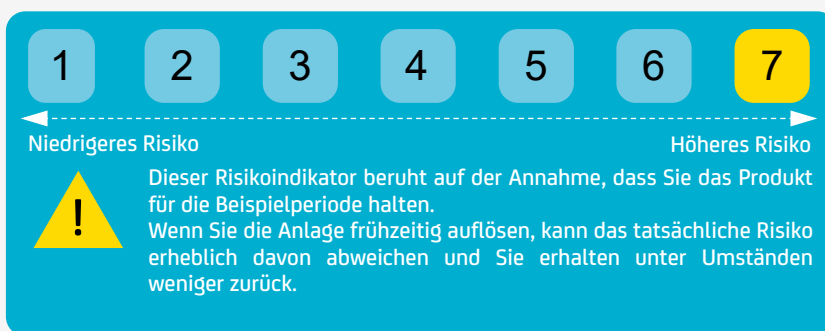 1 2 3 4 5 6 7
Niedrigeres Risiko Höheres Risiko
Dieser Risikoindikator beruht auf der Annahme, dass Sie das Produkt
für die Beispielperiode halten.
Wenn Sie die Anlage frühzeitig auflösen, kann das tatsächliche Risiko
erheblich davon abweichen und Sie erhalten unter Umständen
weniger zurück.
!